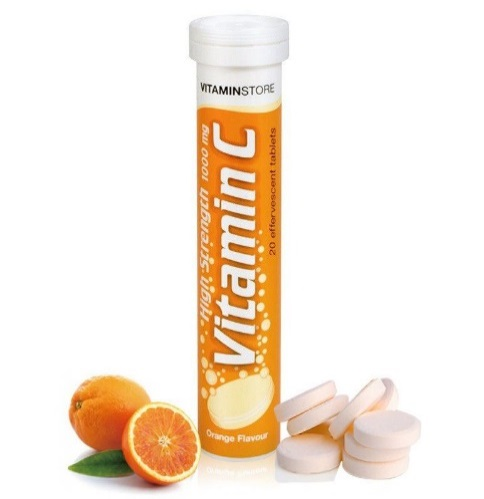 VITAMINSTORE
High Strength 1000 mg
Vitamin C
20 effervescent tablets
Orange Flavour